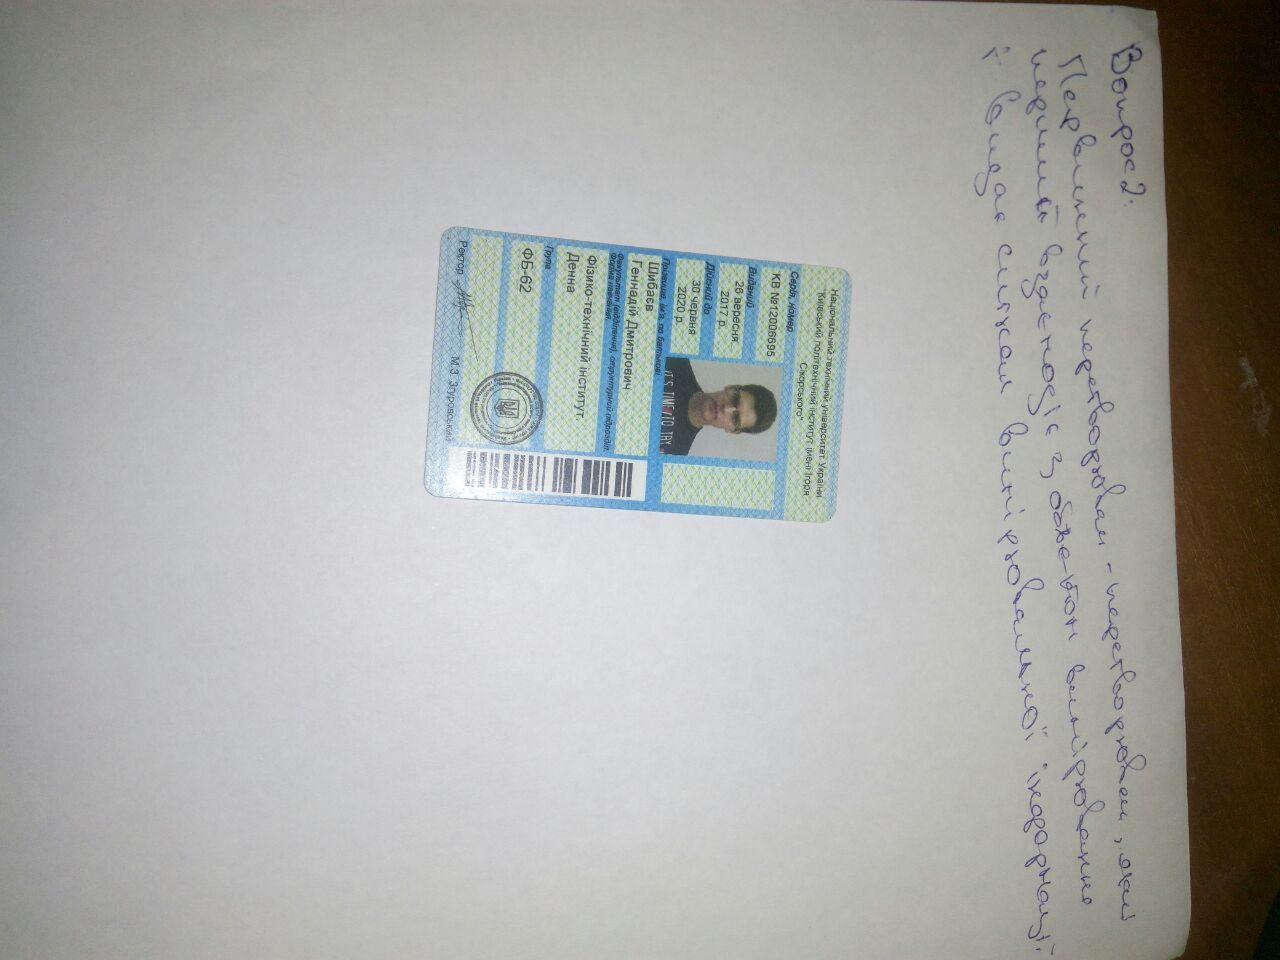 Вопрос 2:
Первинний перетворювач - перетворювач, який
перший взаємодіє з об'єктом вимірювання
і видає сигнал вимірювальної інформації.
Національний технічний університет України
"Київський політехнічний інститут імені Ігоря
Сікорського"
Серія, номер
КВ №12006695
Виданий
26 вересня
2017 р.
Дійсний до
30 червня
2020 р.
Прізвище, ім'я, по батькові
Шибаєв
Геннадій Дмитрович
Факультет (відділення), структурний підрозділ.
Форма навчання.
Фізико-технічний інститут.
Денна
Група
ФБ-62
Ректор
М.З. Згуровський
IT'S TIME TO